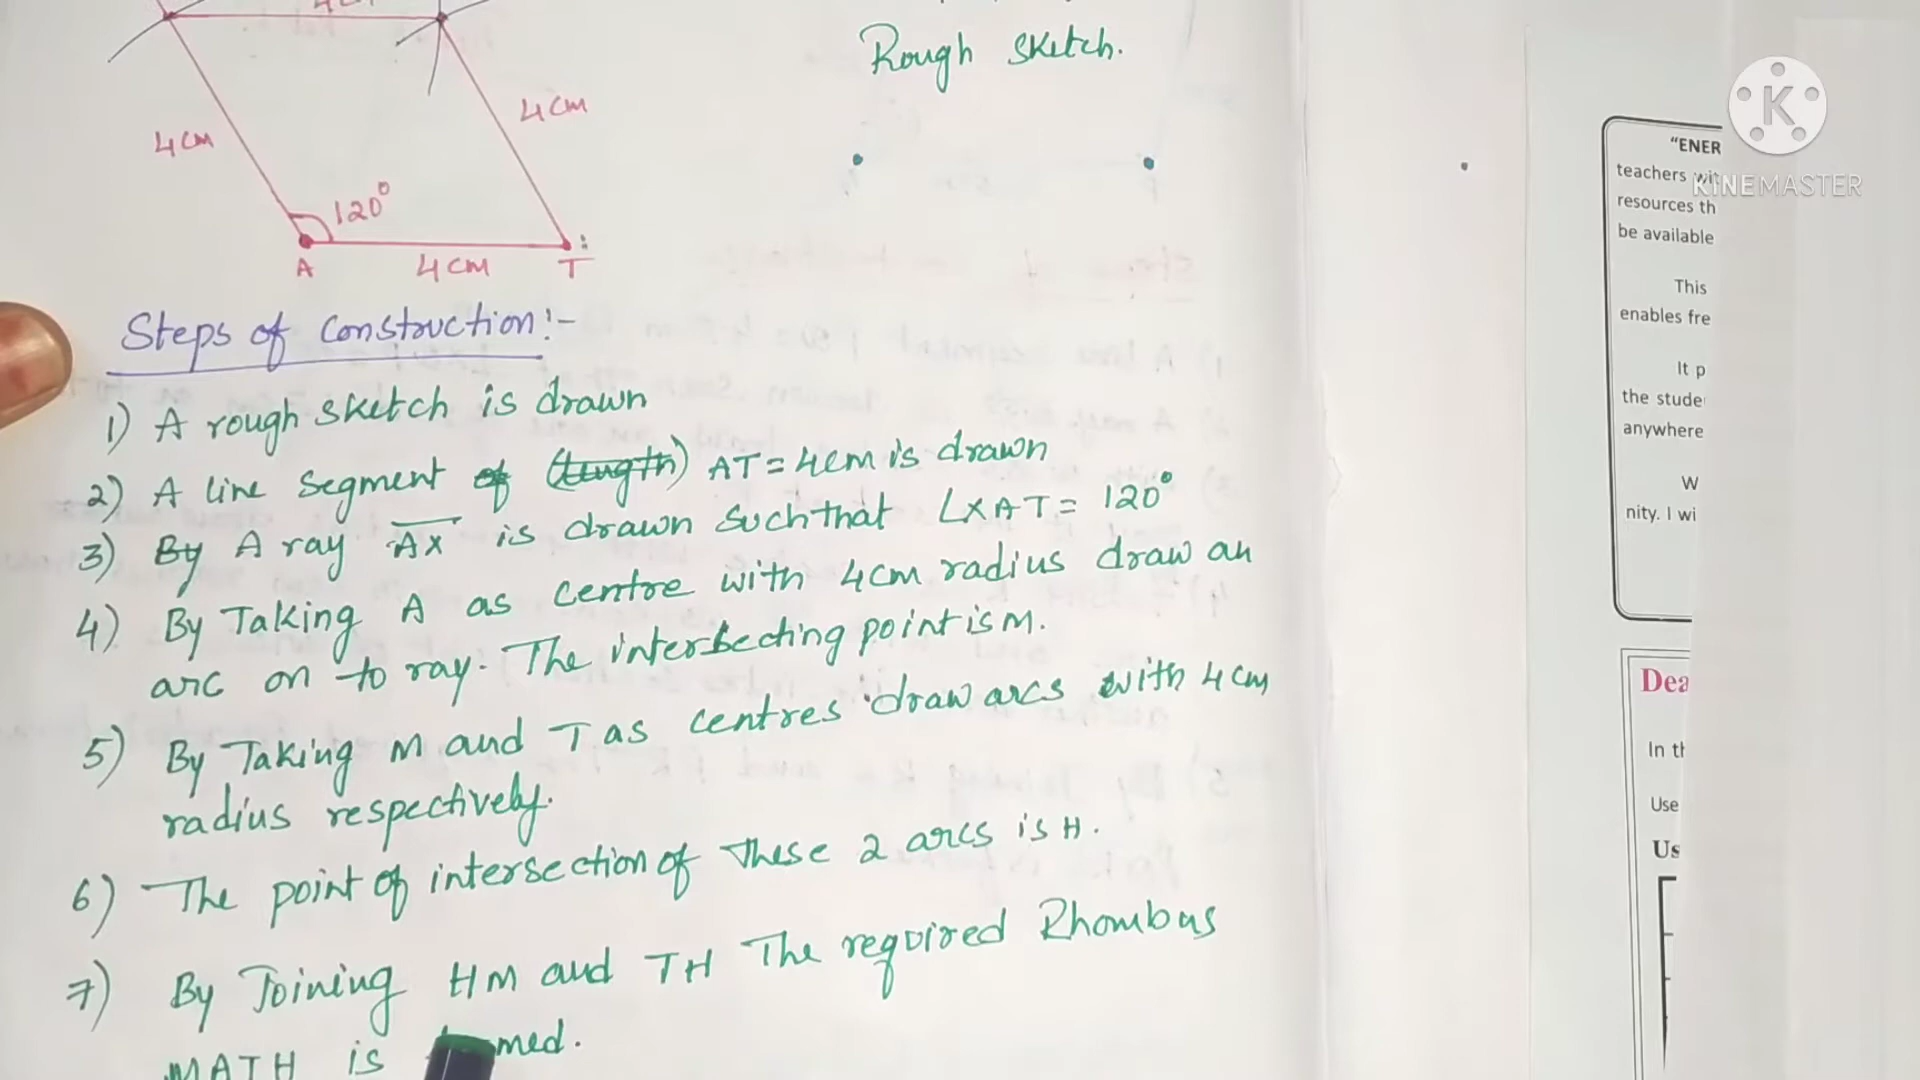 Rough sketch.
4cm
4cm
120°
A
4cm
T
Steps of construction:-
1) A rough sketch is drawn
2) A line segment of (length) AT = 4cm is drawn
3) By A ray AX is drawn such that ∠XAT = 120°
4) By Taking A as centre with 4cm radius draw an
arc on to ray. The intersecting point is M.
5) By Taking M and T as centres draw arcs with 4cm
radius respectively.
6) The point of intersection of these 2 arcs is H.
7) By Joining HM and TH The required Rhombus
MATH is
K
KINEMASTER
"ENER
teachers wit
resources th
be available
This
enables fre
It p
the stude
anywhere
W
nity. I wi
Dea
In th
Use
Us